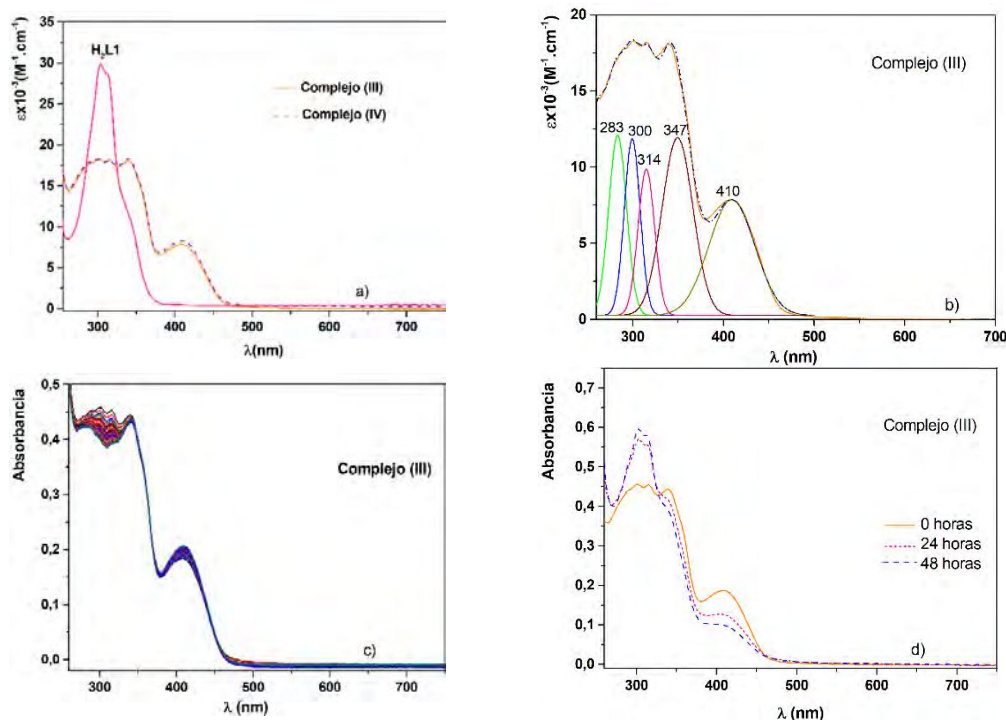 εx10⁻³(M⁻¹.cm⁻¹)
35
30
25
20
15
10
5
0
H₂L1
Complejo (III)
Complejo (IV)
a)
300 400 500 600 700
λ(nm)
εx10⁻³(M⁻¹.cm⁻¹)
20
15
10
5
0
Complejo (III)
283
300
314
347
410
b)
300 400 500 600 700
λ (nm)
Absorbancia
0,5
0,4
0,3
0,2
0,1
0,0
Complejo (III)
c)
300 400 500 600 700
λ (nm)
Absorbancia
0,7
0,6
0,5
0,4
0,3
0,2
0,1
0,0
Complejo (III)
0 horas
24 horas
48 horas
d)
300 400 500 600 700
λ (nm)